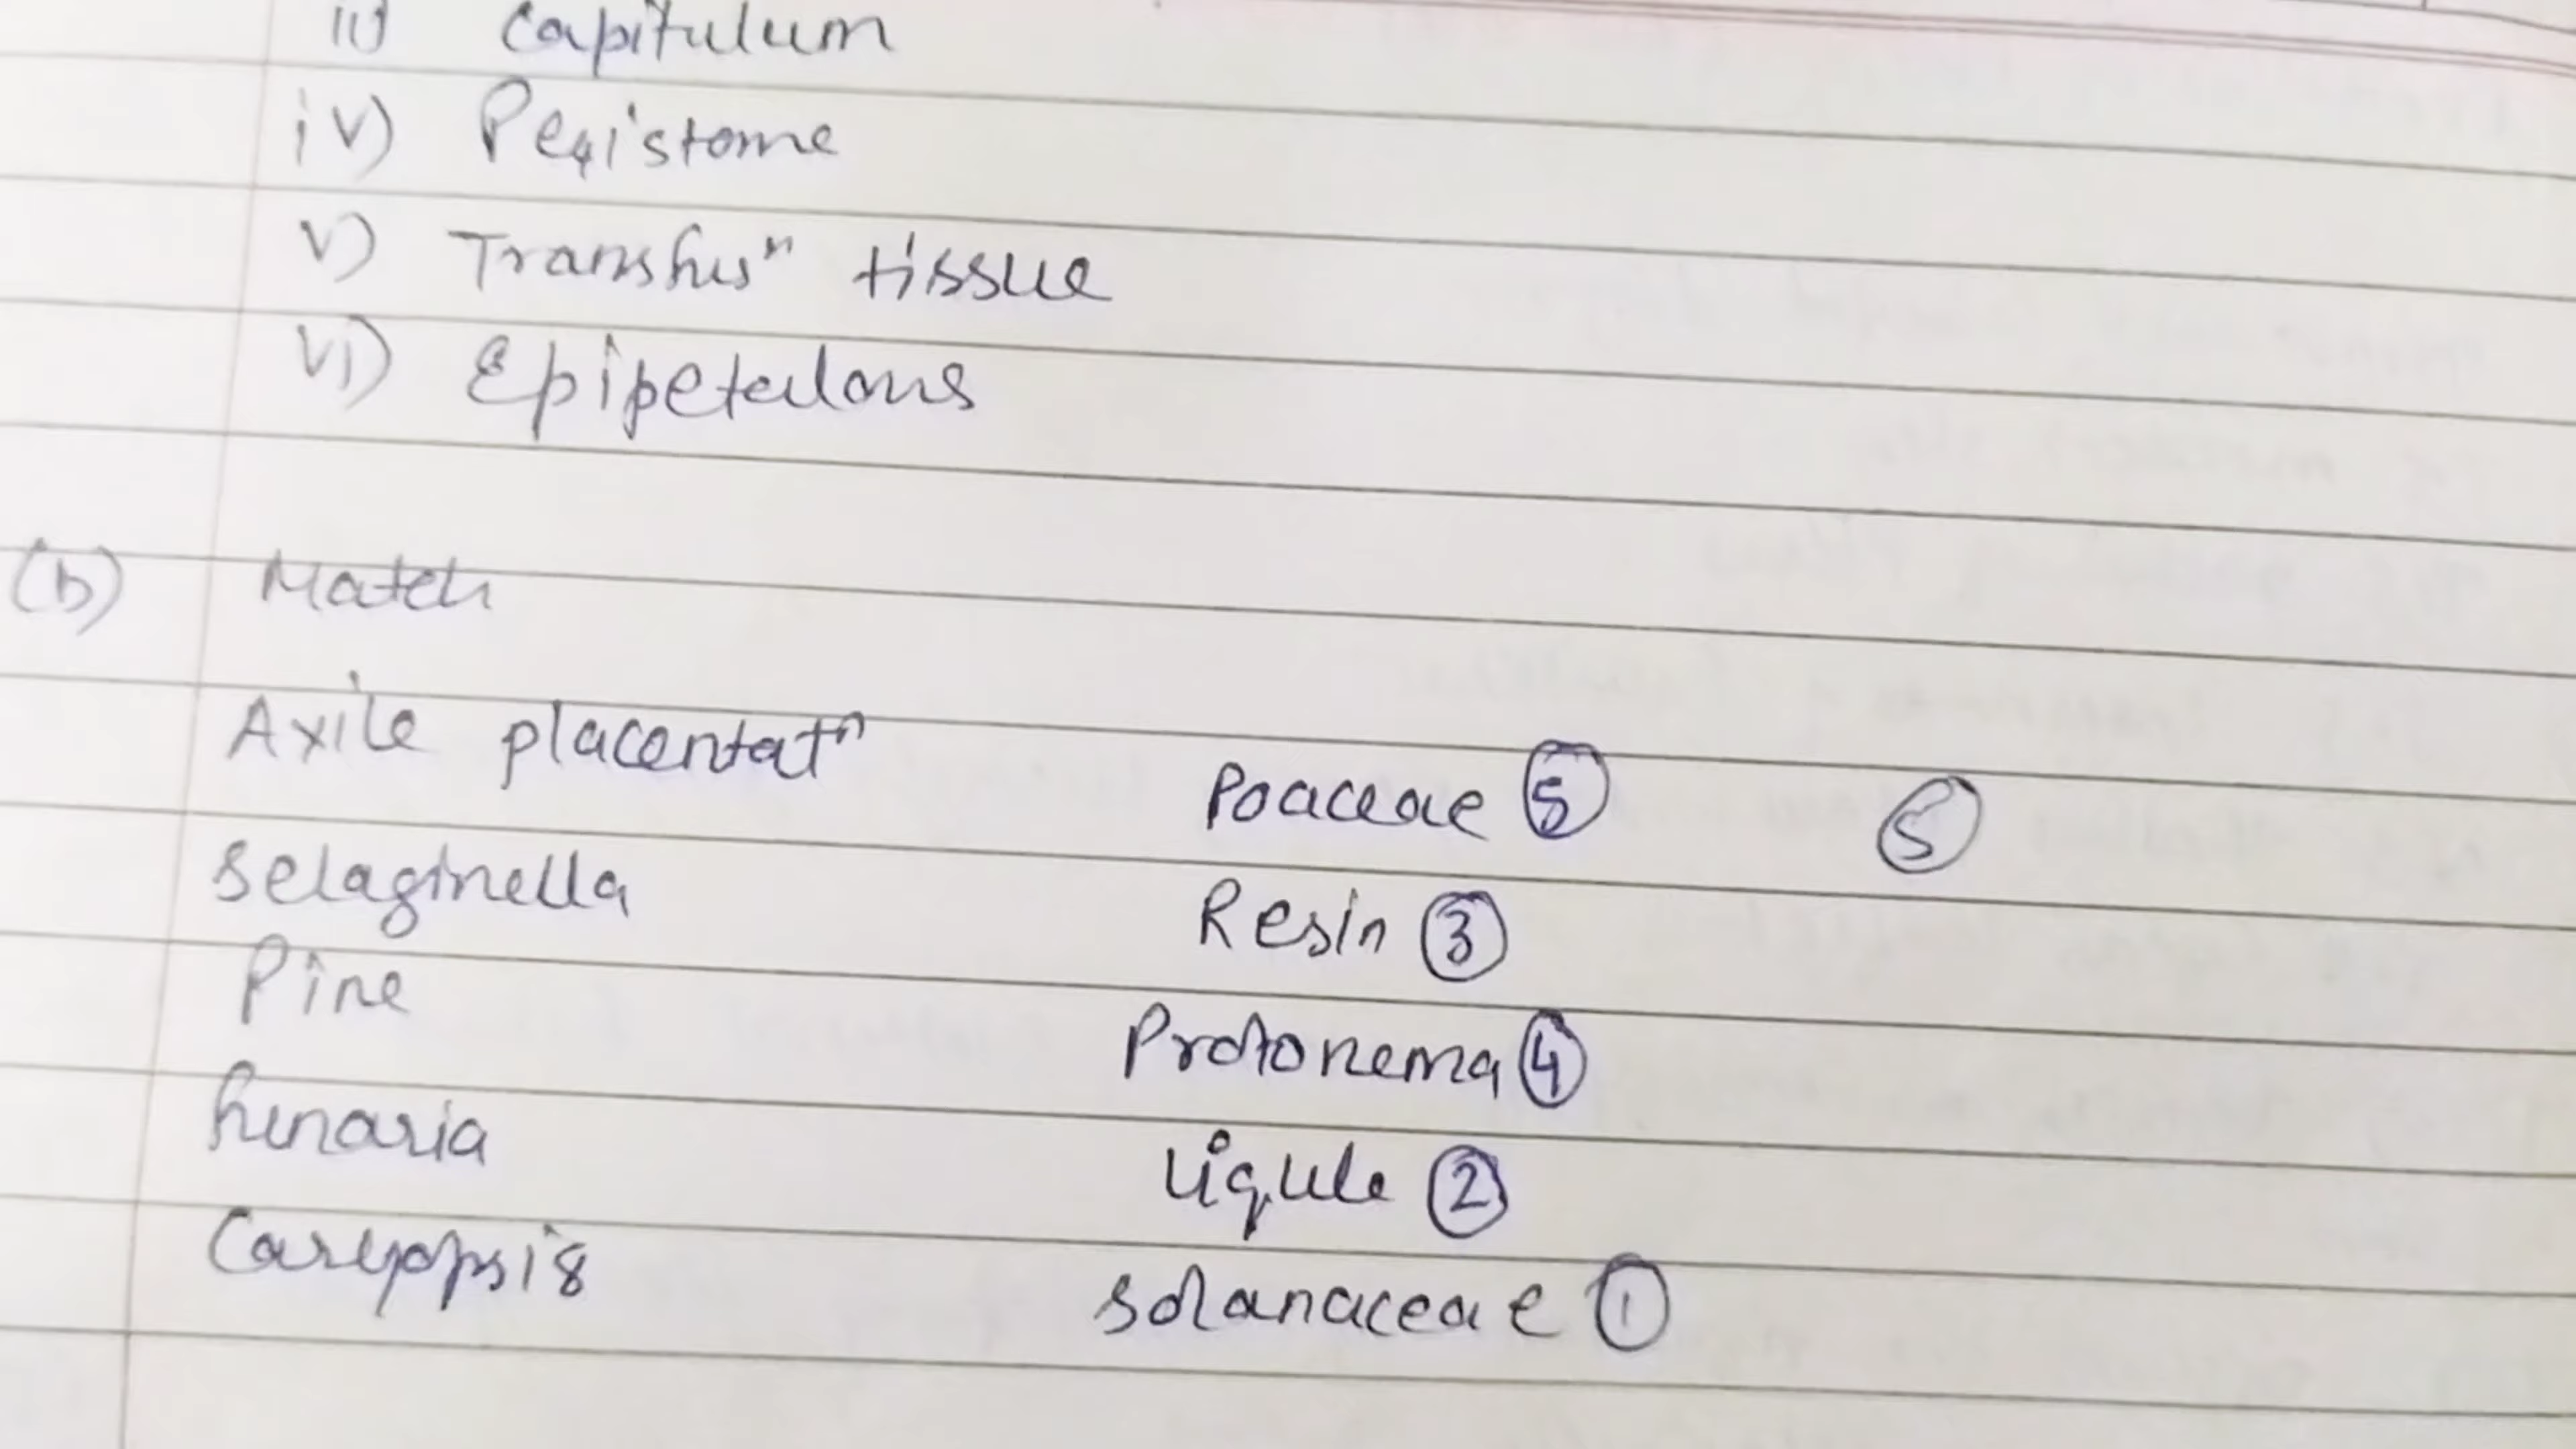 iii) Capitulum
iv) Peristome
v) Transfusⁿ tissue
vi) Epipetalous
(b) Match
Axile placentatⁿ Poaceae ⑤ ⑤
Selaginella Resin ③
Pine Protonema ④
funaria Ligule ②
Caryopsis Solanaceae ①